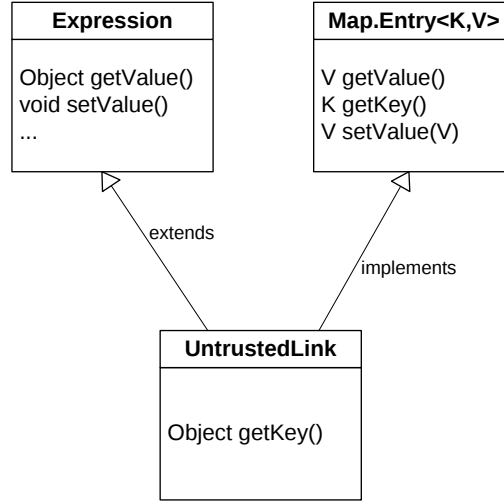 Expression
Object getValue()
void setValue()
...
Map.Entry<K,V>
V getValue()
K getKey()
V setValue(V)
extends
implements
UntrustedLink
Object getKey()